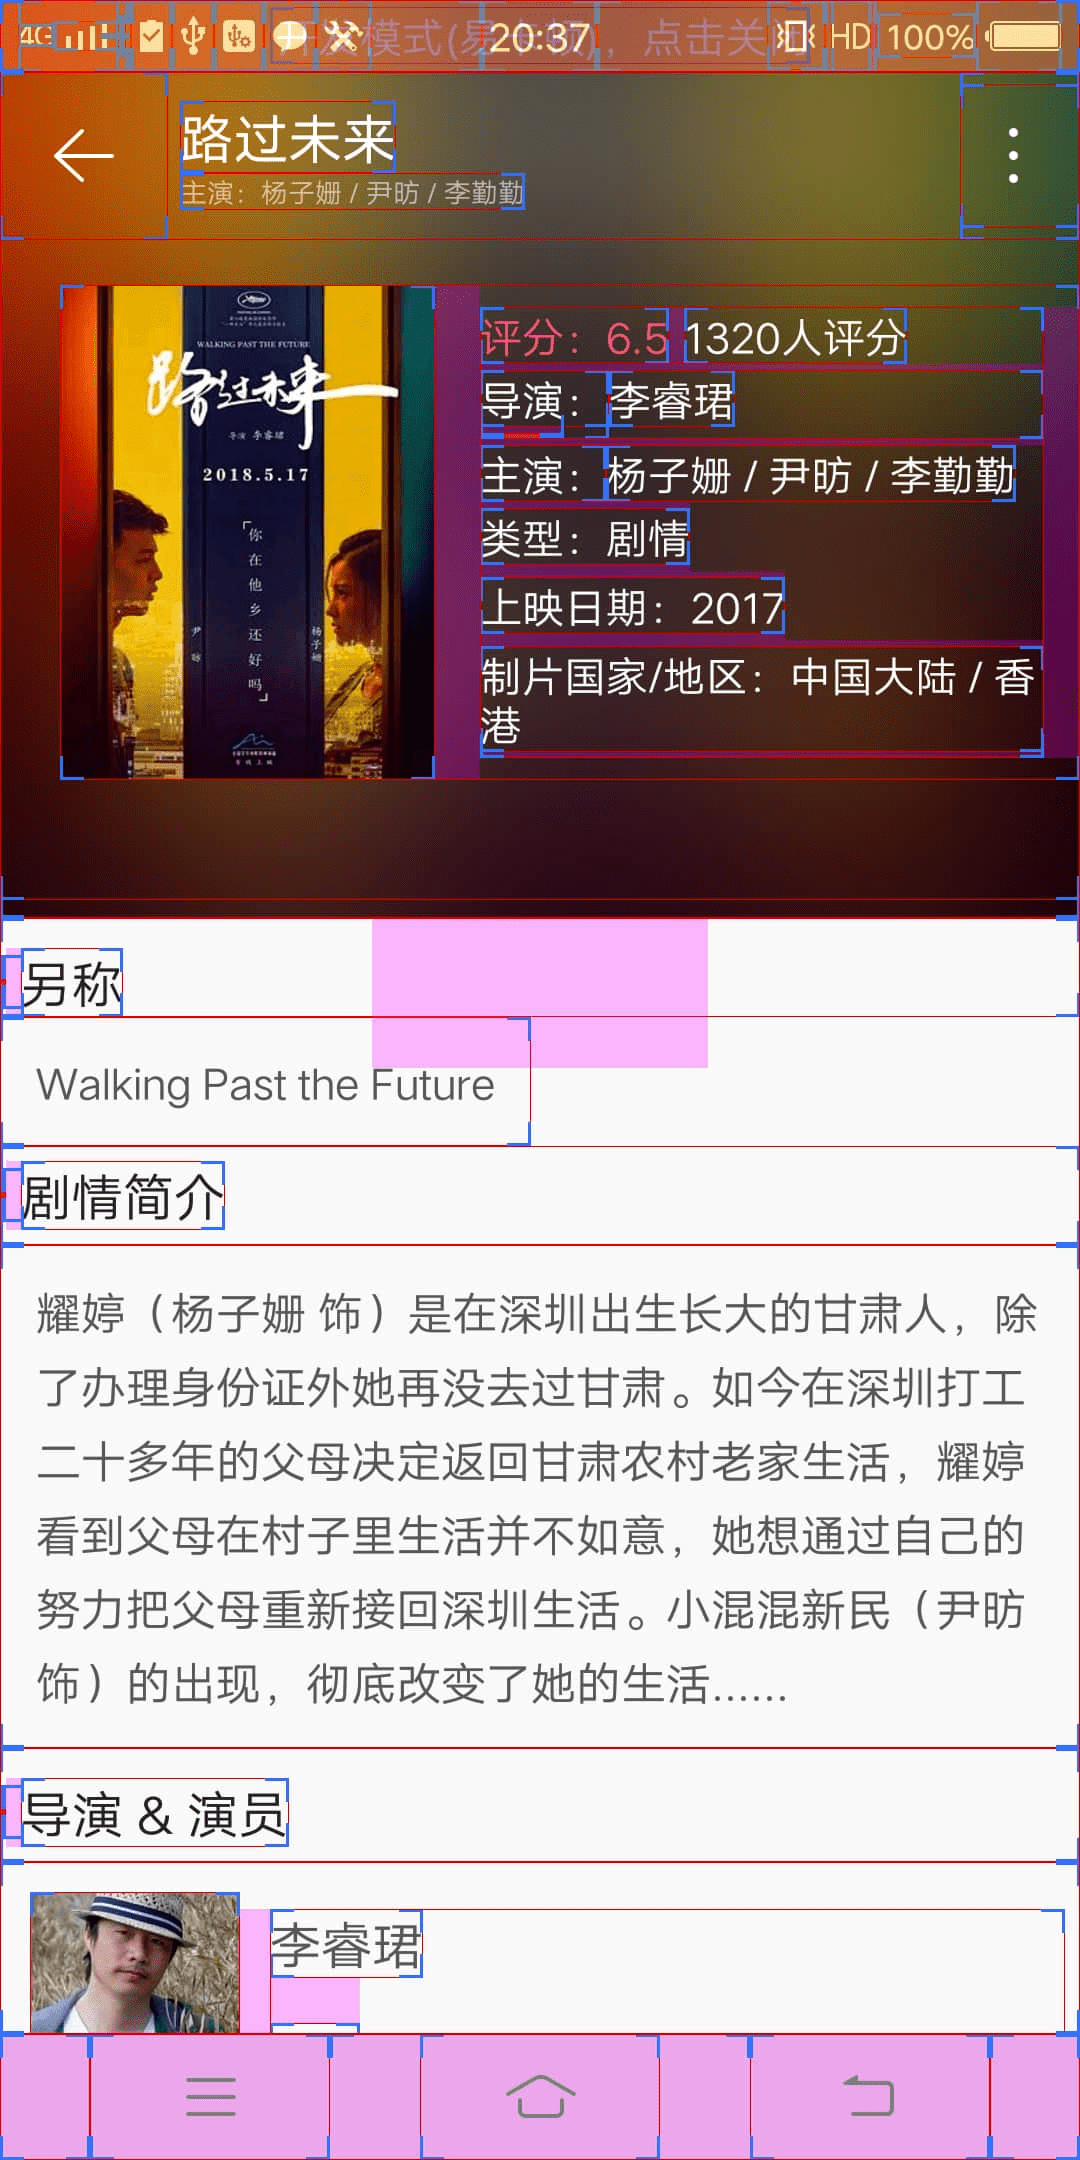 4G
模式(易卡顿)，点击关闭
20:37
HD 100%
路过未来
主演：杨子姗 / 尹昉 / 李勤勤
WALKING PAST THE FUTURE
路过未来
导演 李睿珺
2018.5.17
「你在他乡还好吗」
尹昉
杨子姗
评分：6.5 1320人评分
导演：李睿珺
主演：杨子姗 / 尹昉 / 李勤勤
类型：剧情
上映日期：2017
制片国家/地区：中国大陆 / 香
港
另称
Walking Past the Future
剧情简介
耀婷（杨子姗 饰）是在深圳出生长大的甘肃人，除
了办理身份证外她再没去过甘肃。如今在深圳打工
二十多年的父母决定返回甘肃农村老家生活，耀婷
看到父母在村子里生活并不如意，她想通过自己的
努力把父母重新接回深圳生活。小混混新民（尹昉
饰）的出现，彻底改变了她的生活......
导演 & 演员
李睿珺